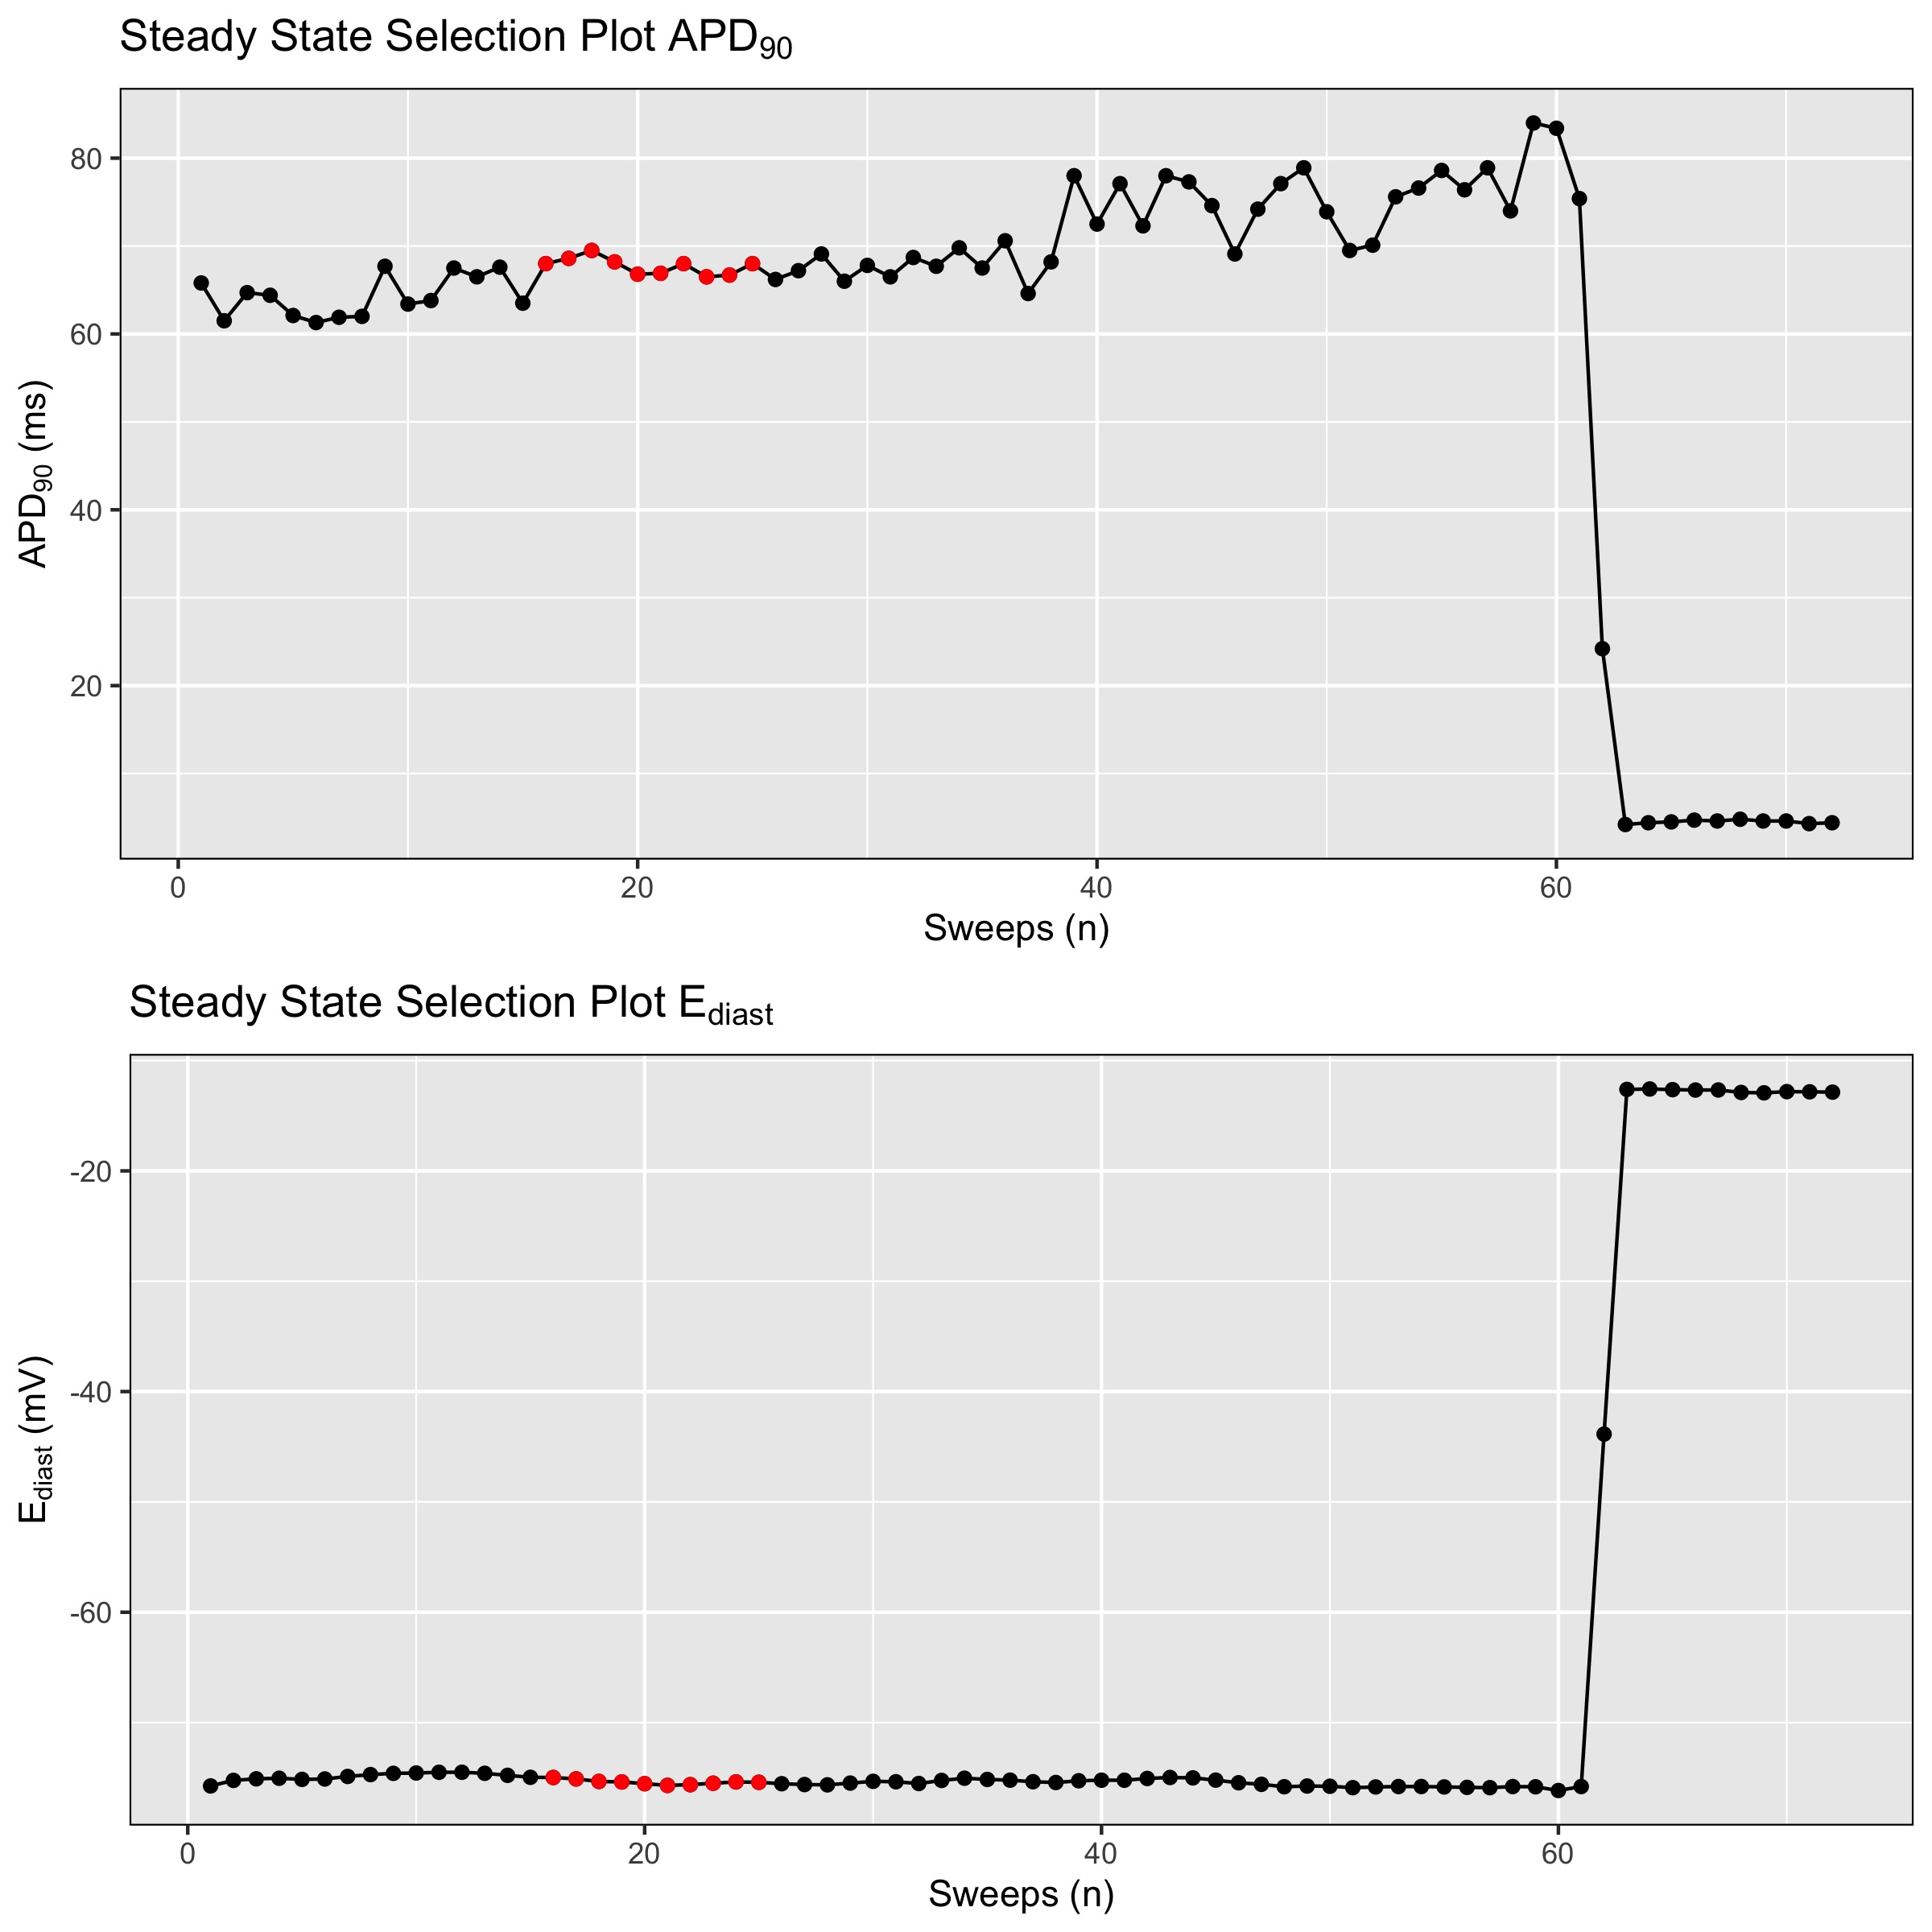 Steady State Selection Plot APD90
80
60
40
20
APD90 (ms)
0 20 40 60
Sweeps (n)
Steady State Selection Plot Ediast
-20
-40
-60
Ediast (mV)
0 20 40 60
Sweeps (n)